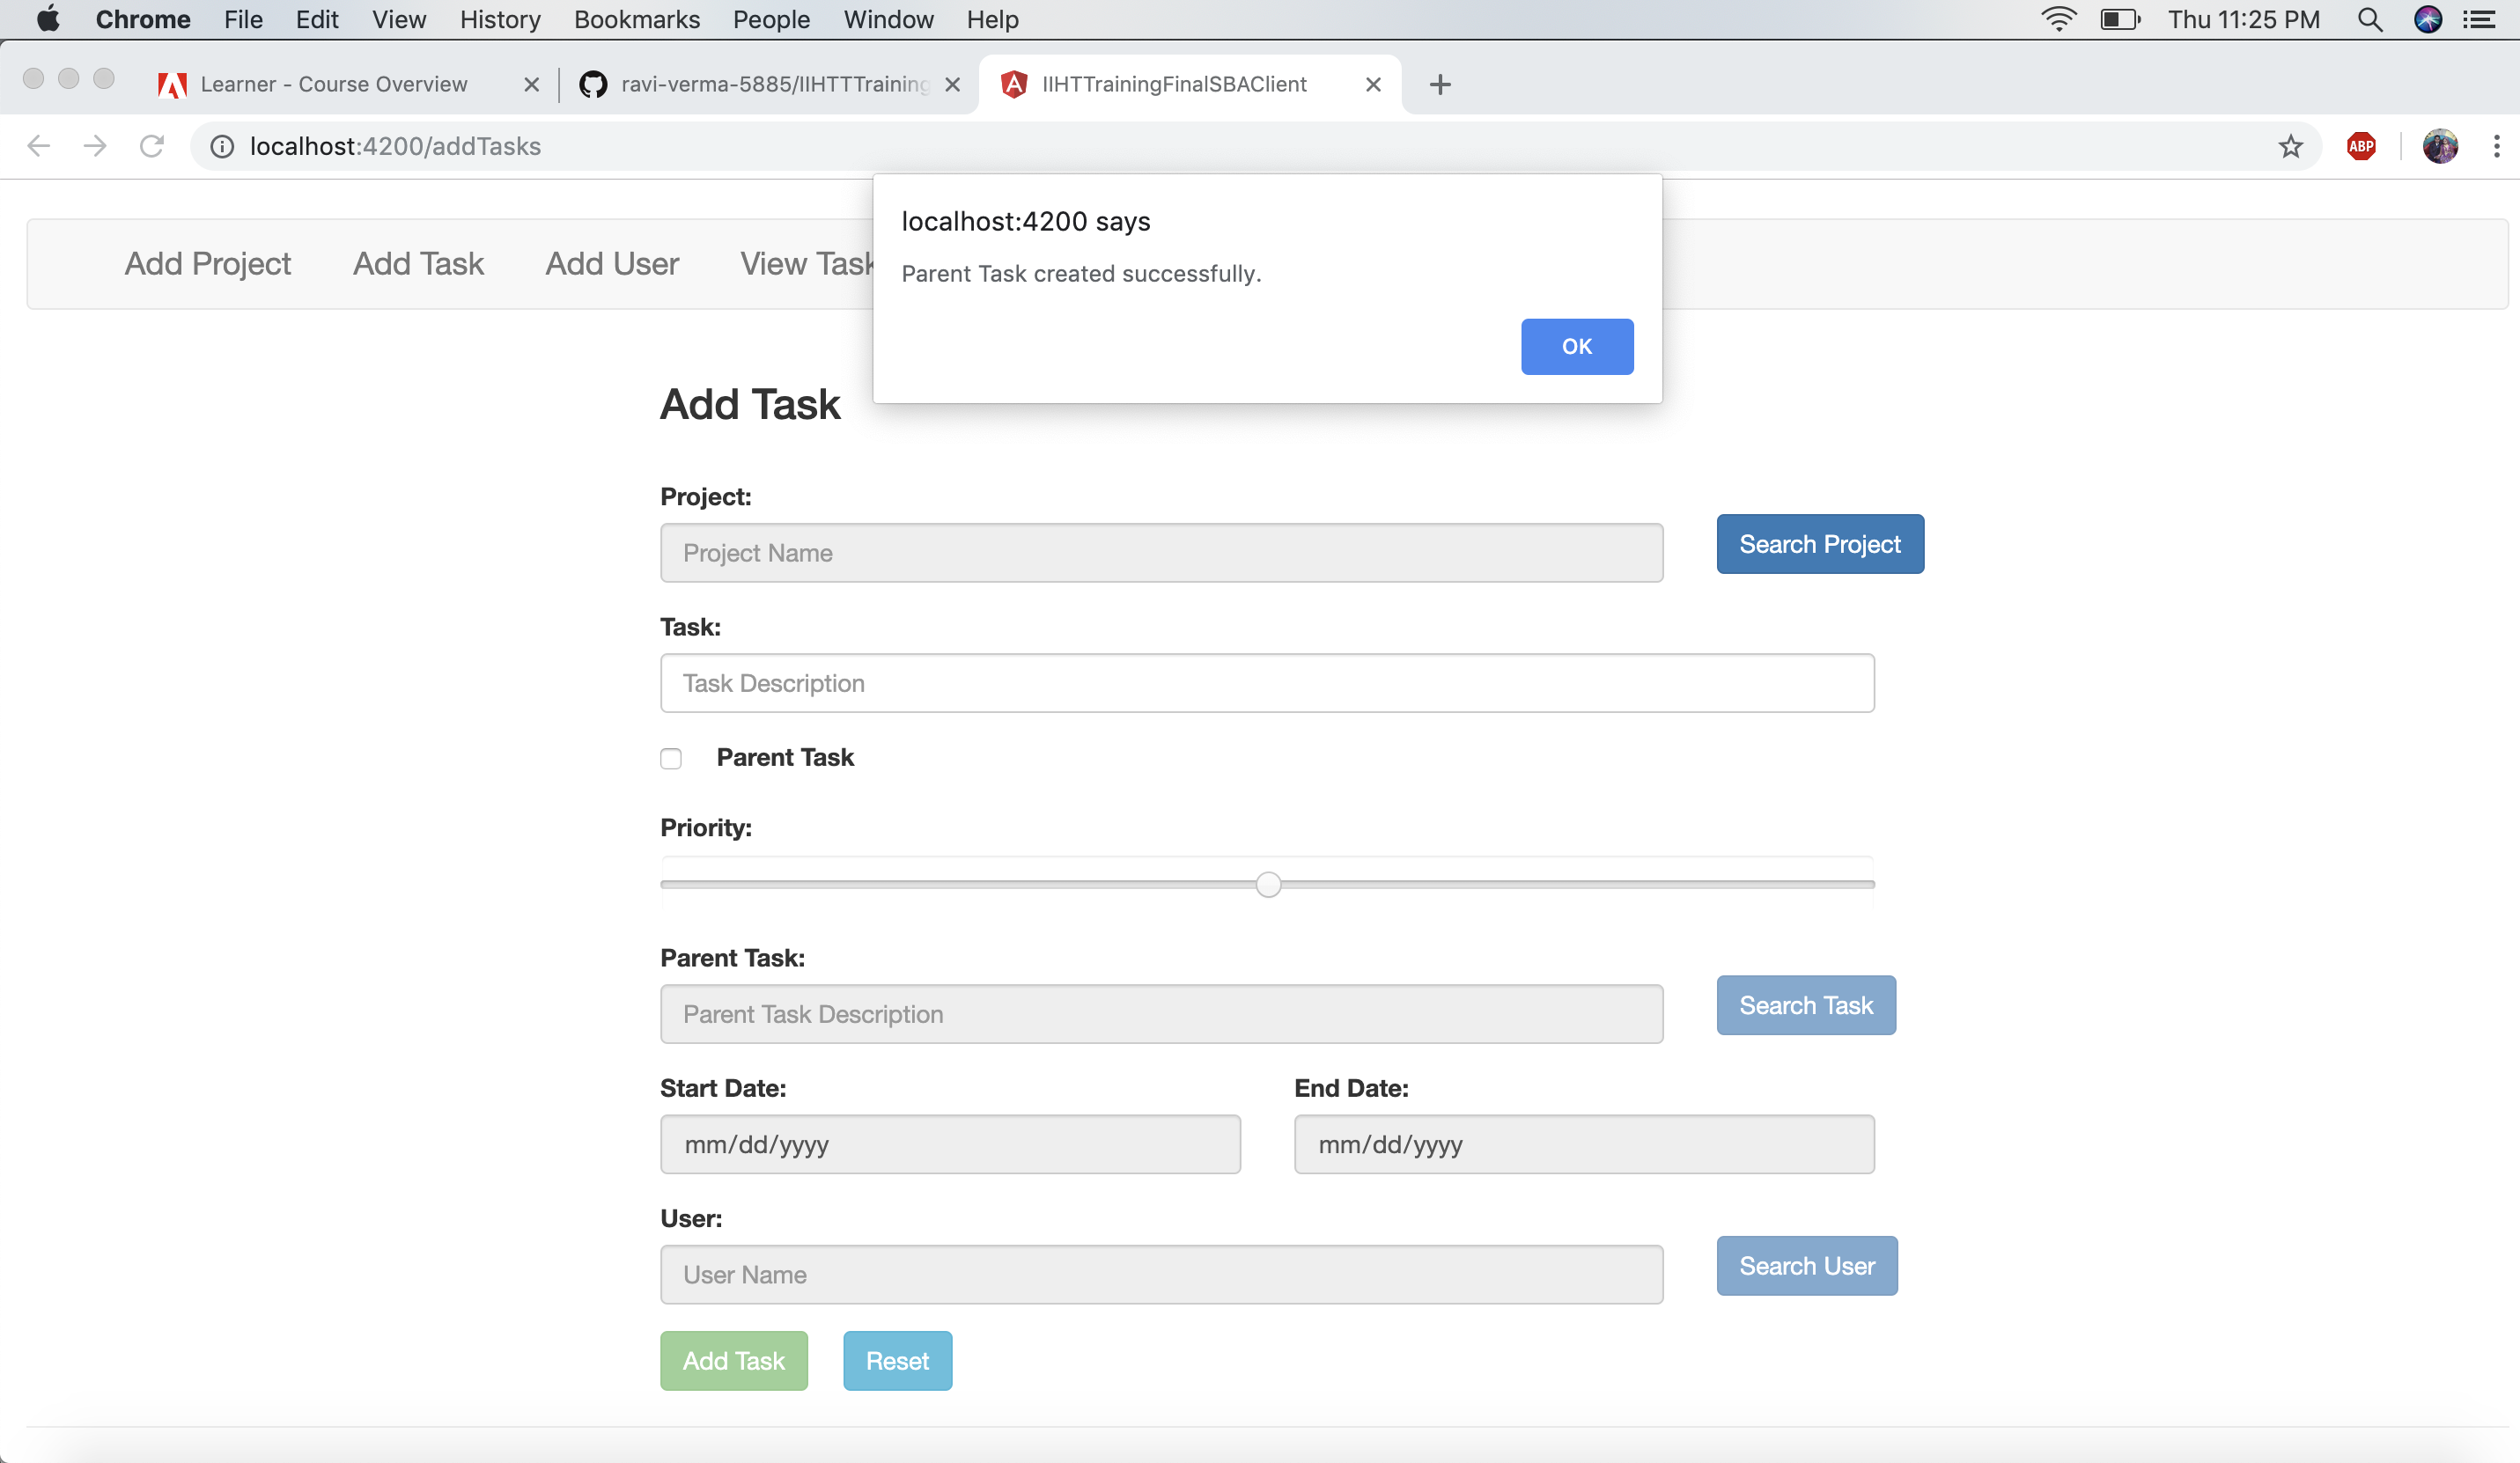 Chrome File Edit View History Bookmarks People Window Help Thu 11:25 PM
Learner - Course Overview ravi-verma-5885/IIHTTTraining IIHTTrainingFinalSBAClient
localhost:4200/addTasks ABP
localhost:4200 says
Parent Task created successfully.
OK
Add Project Add Task Add User View Task
Add Task
Project:
Project Name Search Project
Task:
Task Description
Parent Task
Priority:
Parent Task:
Parent Task Description Search Task
Start Date: End Date:
mm/dd/yyyy mm/dd/yyyy
User:
User Name Search User
Add Task Reset